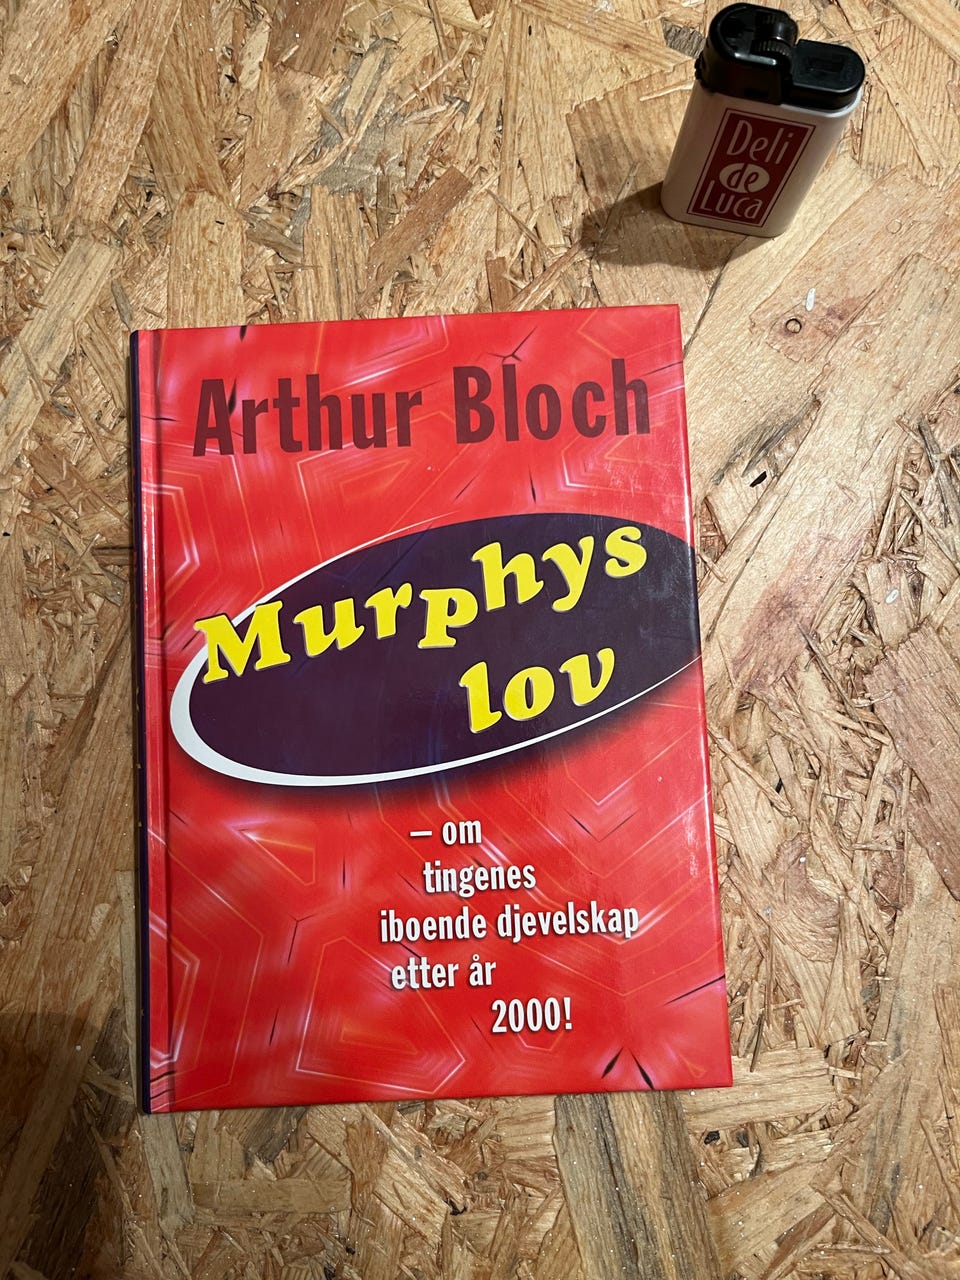 Deli
de
Luca
Arthur Bloch
Murphys
lov
– om
tingenes
iboende djevelskap
etter år
2000!